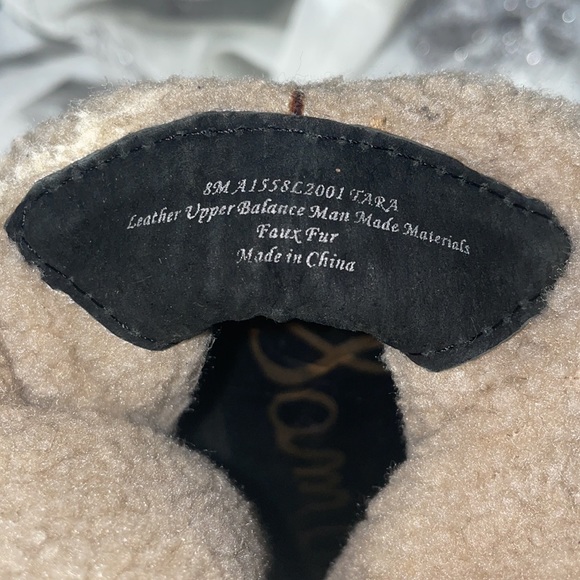 8M A1558L2001 TARA
Leather Upper Balance Man Made Materials
Faux Fur
Made in China